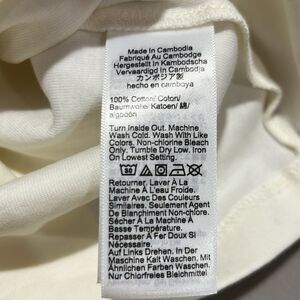 Made In Cambodia
Fabriqué Au Cambodge
Hergestellt In Kambodscha
Vervaardigd In Cambodja
カンボジア製
hecho en camboya
100% Cotton/ Coton/
Baumwolle/ Katoen/ 綿/
algodón
Turn Inside Out. Machine
Wash Cold. Wash With Like
Colors. Non-chlorine Bleach
Only. Tumble Dry Low. Iron
On Lowest Setting.
Retourner. Laver À La
Machine À L'eau Froide.
Laver Avec Des Couleurs
Similaires. Seulement Agent
De Blanchiment Non-chloric.
Sécher À La Machine À
Basse Température.
Repasser À Fer Doux Si
Nécessaire.
Auf Links Drehen. In Der
Maschine Kalt Waschen. Mit
Ähnlichen Farben Waschen.
Nur Chlorfreies Bleichmittel